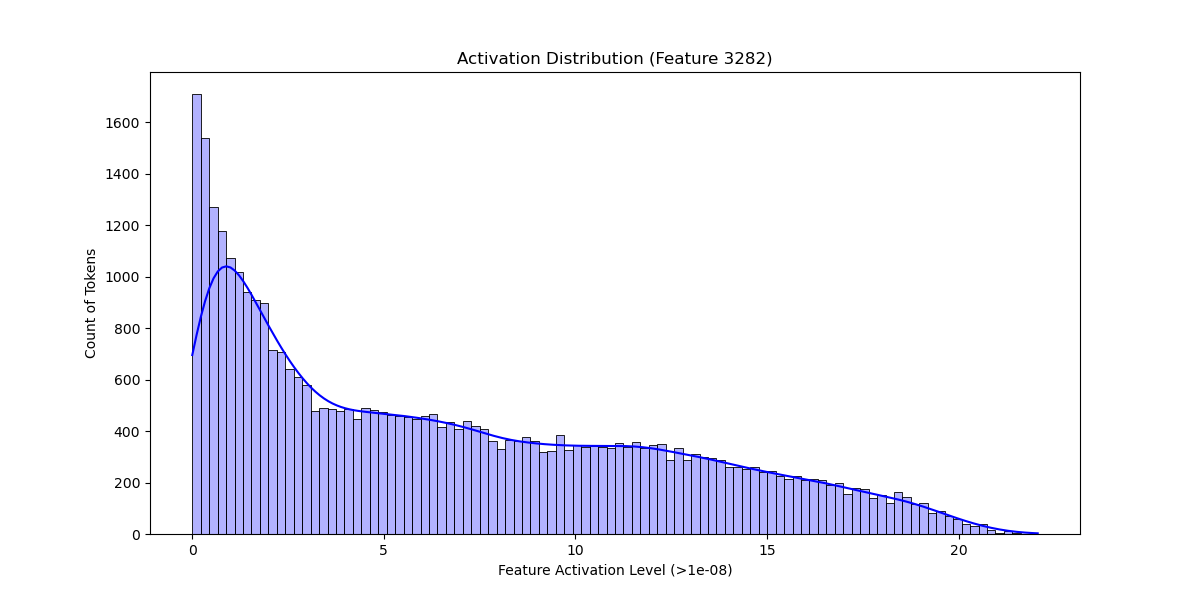 Activation Distribution (Feature 3282)
1600
1400
1200
1000
800
600
400
200
0
Count of Tokens
0 5 10 15 20
Feature Activation Level (>1e-08)